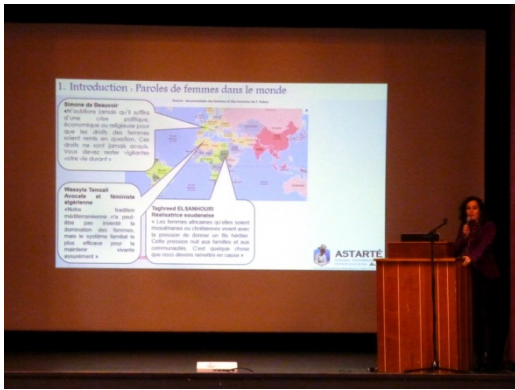 1. Introduction : Paroles de femmes dans le monde
Simone de Beauvoir
«N'oublions jamais qu'il suffira
d'une crise politique,
économique ou religieuse pour
que les droits des femmes
soient remis en question. Ces
droits ne sont jamais acquis.
Vous devez rester vigilantes
votre vie durant »
Wassyla Tamzali
Avocate et féministe
algérienne
«Notre tradition
méditerranéenne n'a peut-
être pas inventé la
domination des femmes,
mais le système familial le
plus efficace pour la
maintenir vivante
assurément »
Taghreed ELSANHOURI
Réalisatrice soudanaise
« Les femmes africaines qu'elles soient
musulmanes ou chrétiennes vivent avec
la pression de donner un fils héritier.
Cette pression nuit aux familles et aux
communautés. C'est quelque chose
que nous devons remettre en cause »
ASTARTÉ